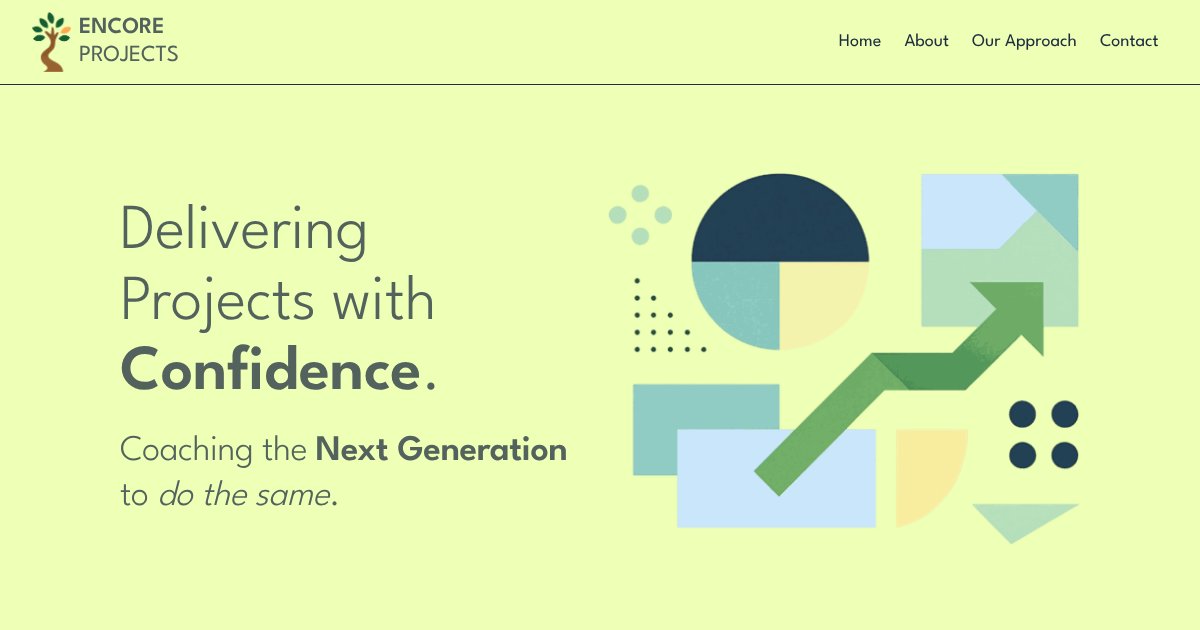 ENCORE
PROJECTS
Home About Our Approach Contact
Delivering
Projects with
Confidence.
Coaching the Next Generation
to do the same.